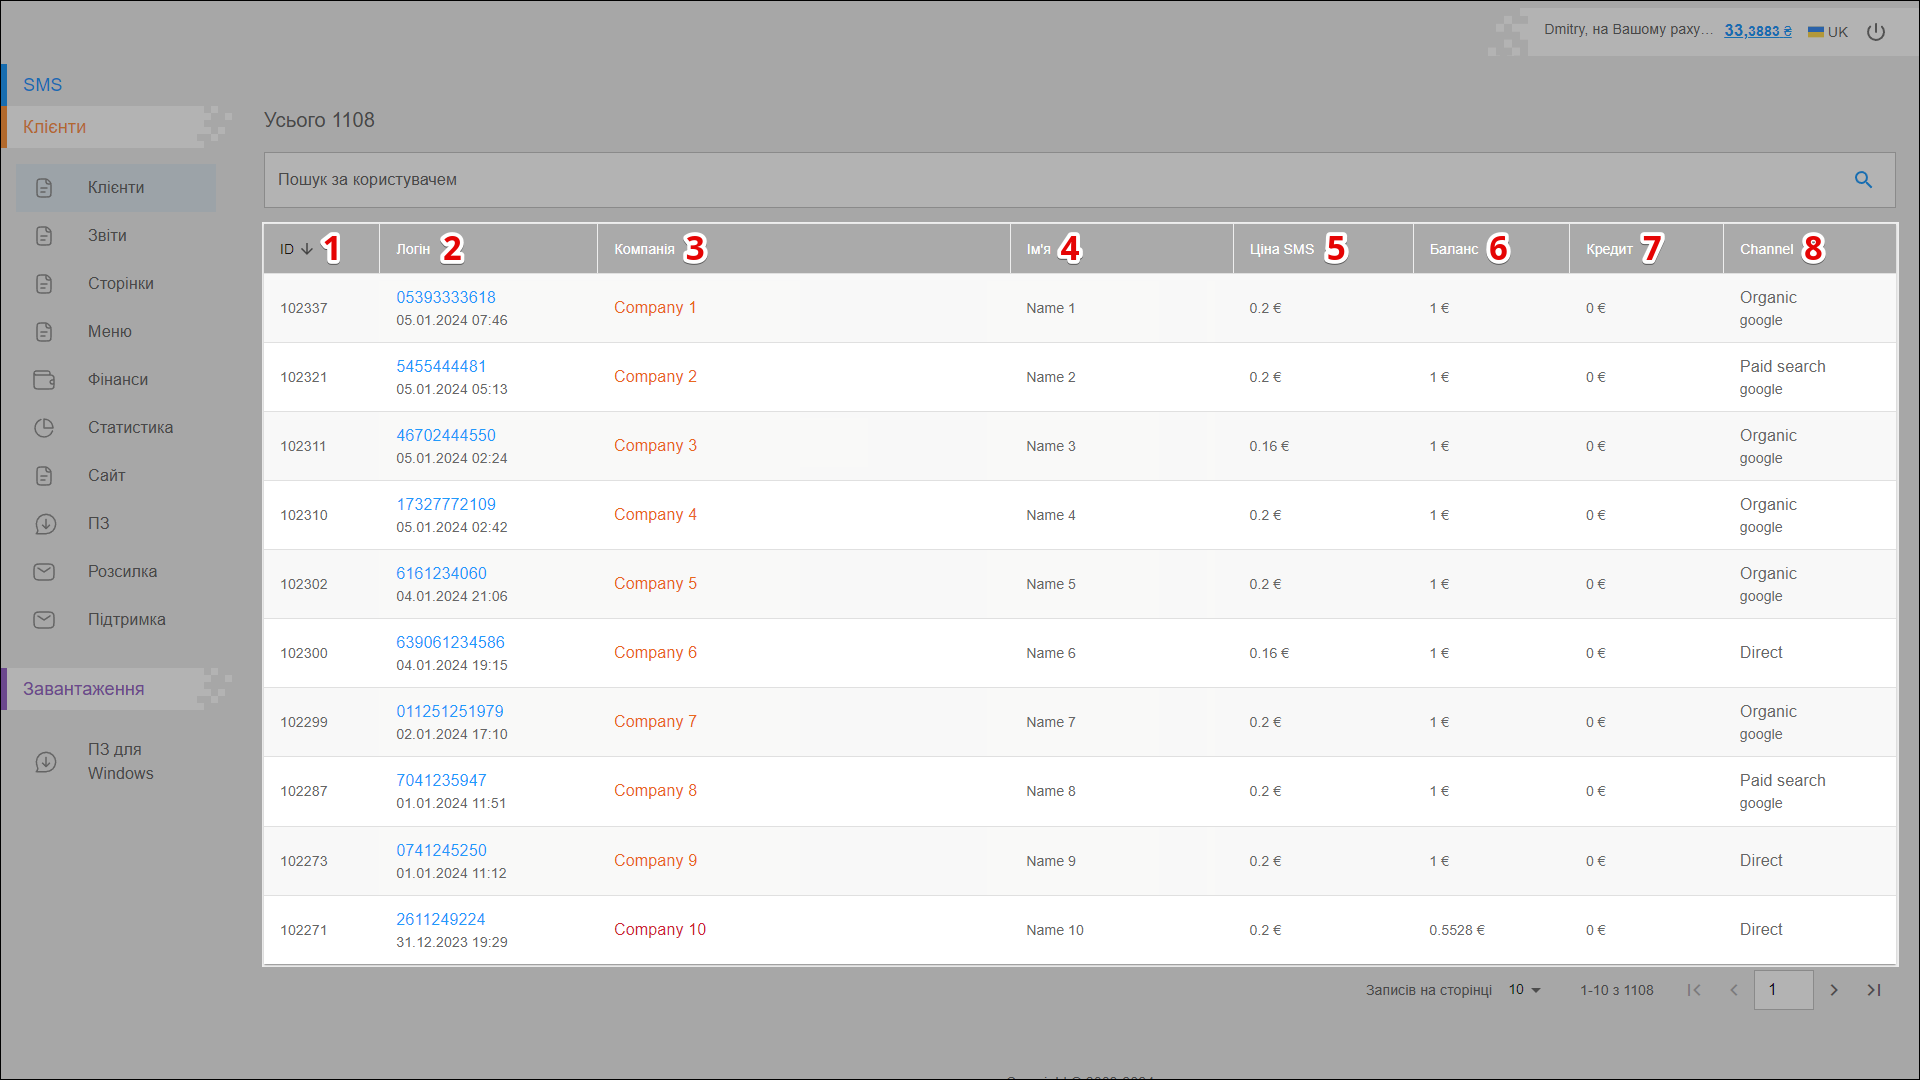 Dmitry, на Вашому раху... 33,3883 ₴ UK
SMS
Клієнти
Клієнти
Звіти
Сторінки
Меню
Фінанси
Статистика
Сайт
ПЗ
Розсилка
Підтримка
Завантаження
ПЗ для
Windows
Усього 1108
Пошук за користувачем
ID 1 Логін 2 Компанія 3 Ім'я 4 Ціна SMS 5 Баланс 6 Кредит 7 Channel 8
102337 05393333618 05.01.2024 07:46 Company 1 Name 1 0.2 € 1 € 0 € Organic google
102321 5455444481 05.01.2024 05:13 Company 2 Name 2 0.2 € 1 € 0 € Paid search google
102311 46702444550 05.01.2024 02:24 Company 3 Name 3 0.16 € 1 € 0 € Organic google
102310 17327772109 05.01.2024 02:42 Company 4 Name 4 0.2 € 1 € 0 € Organic google
102302 6161234060 04.01.2024 21:06 Company 5 Name 5 0.2 € 1 € 0 € Organic google
102300 639061234586 04.01.2024 19:15 Company 6 Name 6 0.16 € 1 € 0 € Direct
102299 011251251979 02.01.2024 17:10 Company 7 Name 7 0.2 € 1 € 0 € Organic google
102287 7041235947 01.01.2024 11:51 Company 8 Name 8 0.2 € 1 € 0 € Paid search google
102273 0741245250 01.01.2024 11:12 Company 9 Name 9 0.2 € 1 € 0 € Direct
102271 2611249224 31.12.2023 19:29 Company 10 Name 10 0.2 € 0.5528 € 0 € Direct
Записів на сторінці 10 1-10 з 1108 1